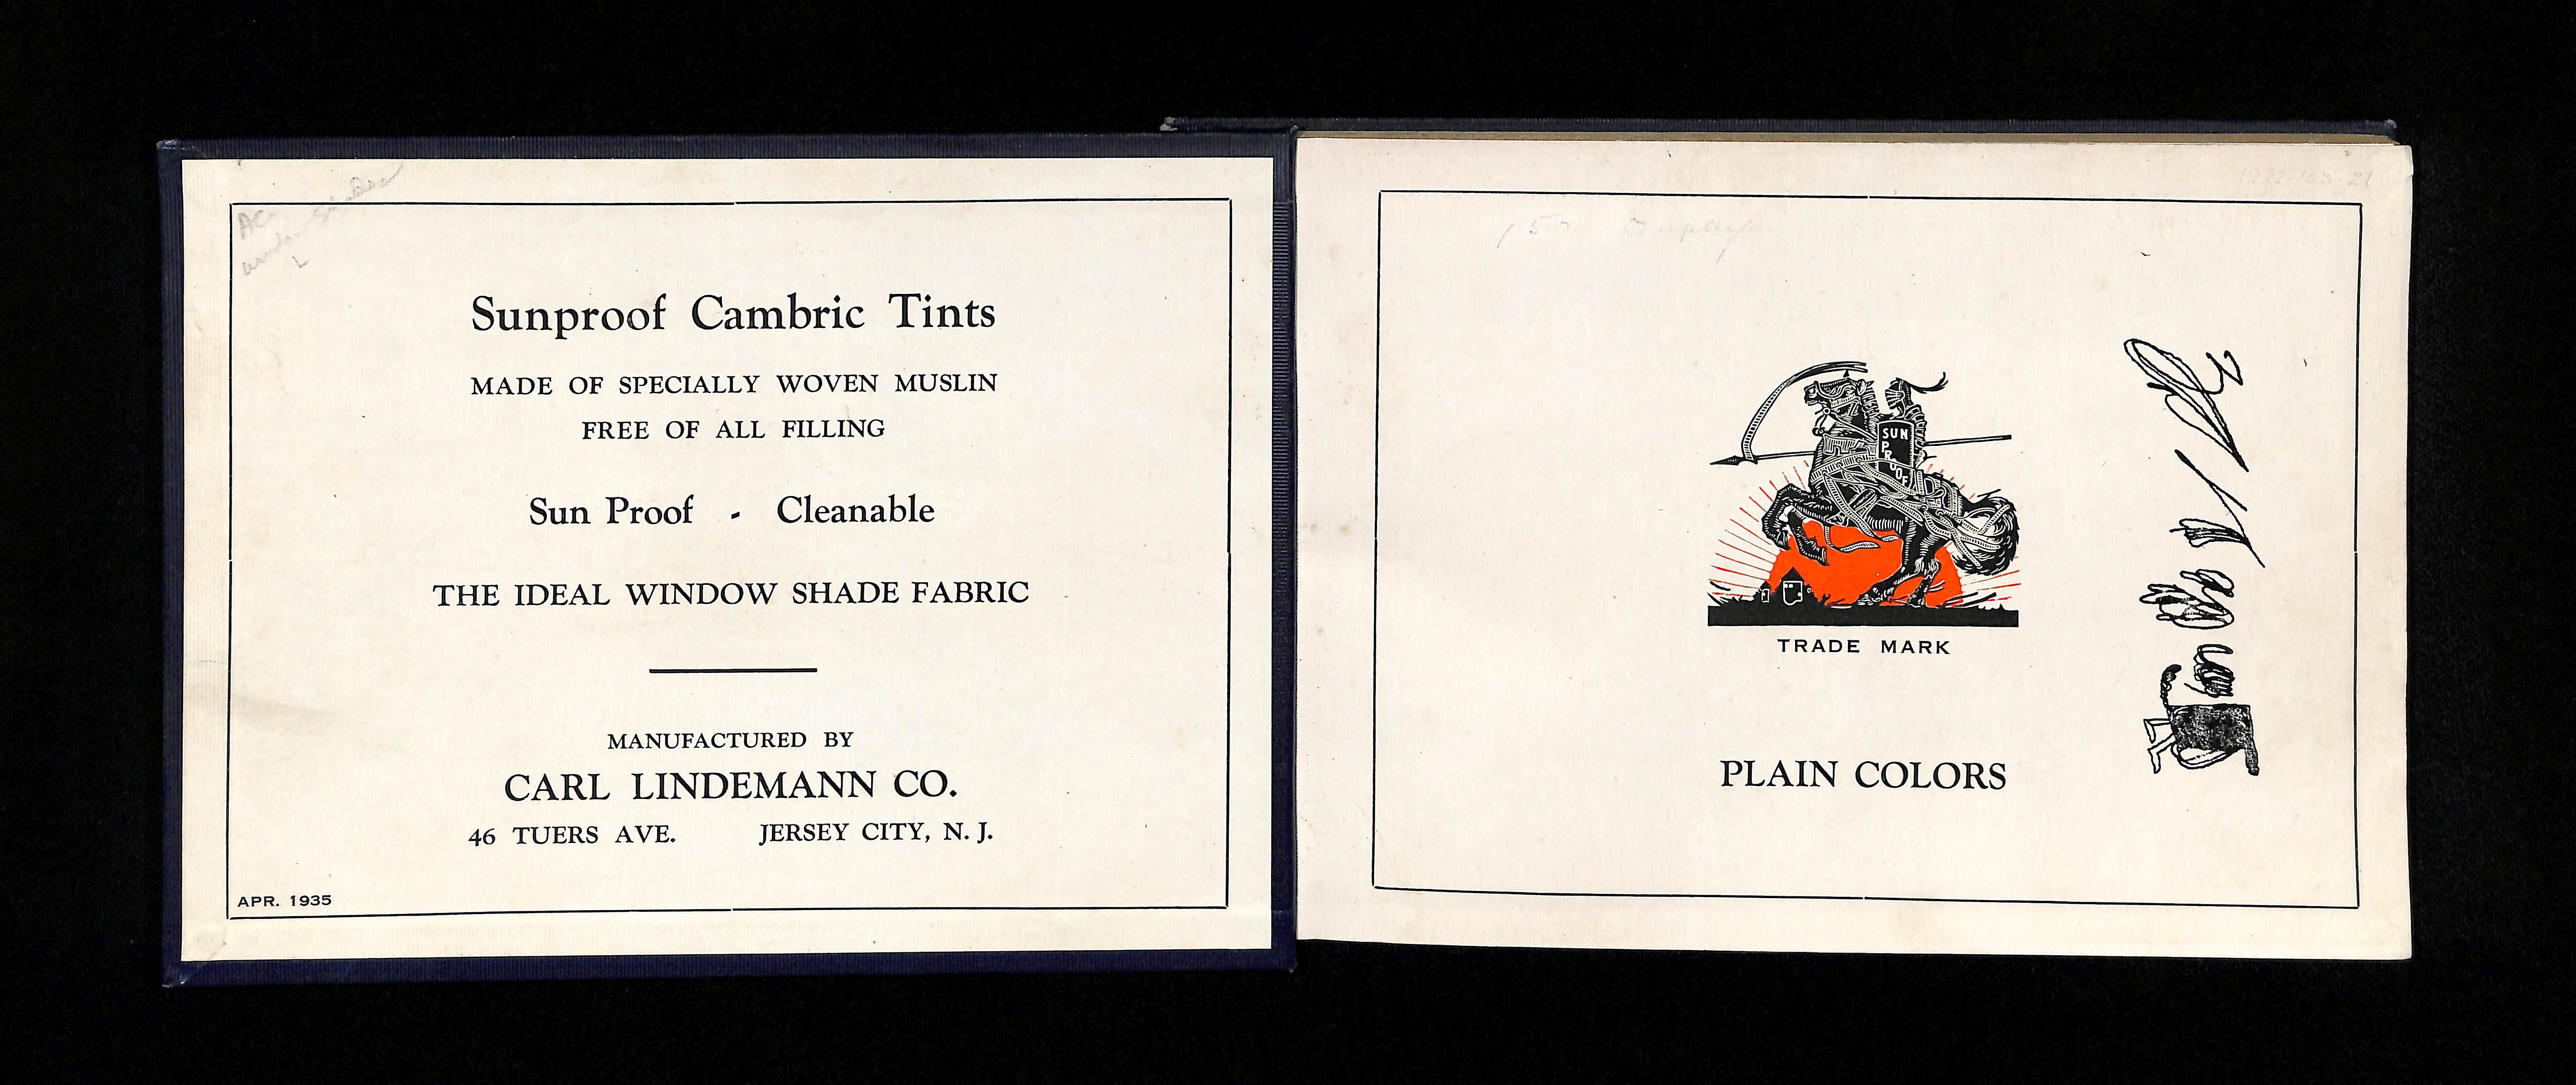 Sunproof Cambric Tints
MADE OF SPECIALLY WOVEN MUSLIN
FREE OF ALL FILLING
Sun Proof - Cleanable
THE IDEAL WINDOW SHADE FABRIC
MANUFACTURED BY
CARL LINDEMANN CO.
46 TUERS AVE. JERSEY CITY, N. J.
APR. 1935
150
SUN
PROOF
TRADE MARK
PLAIN COLORS